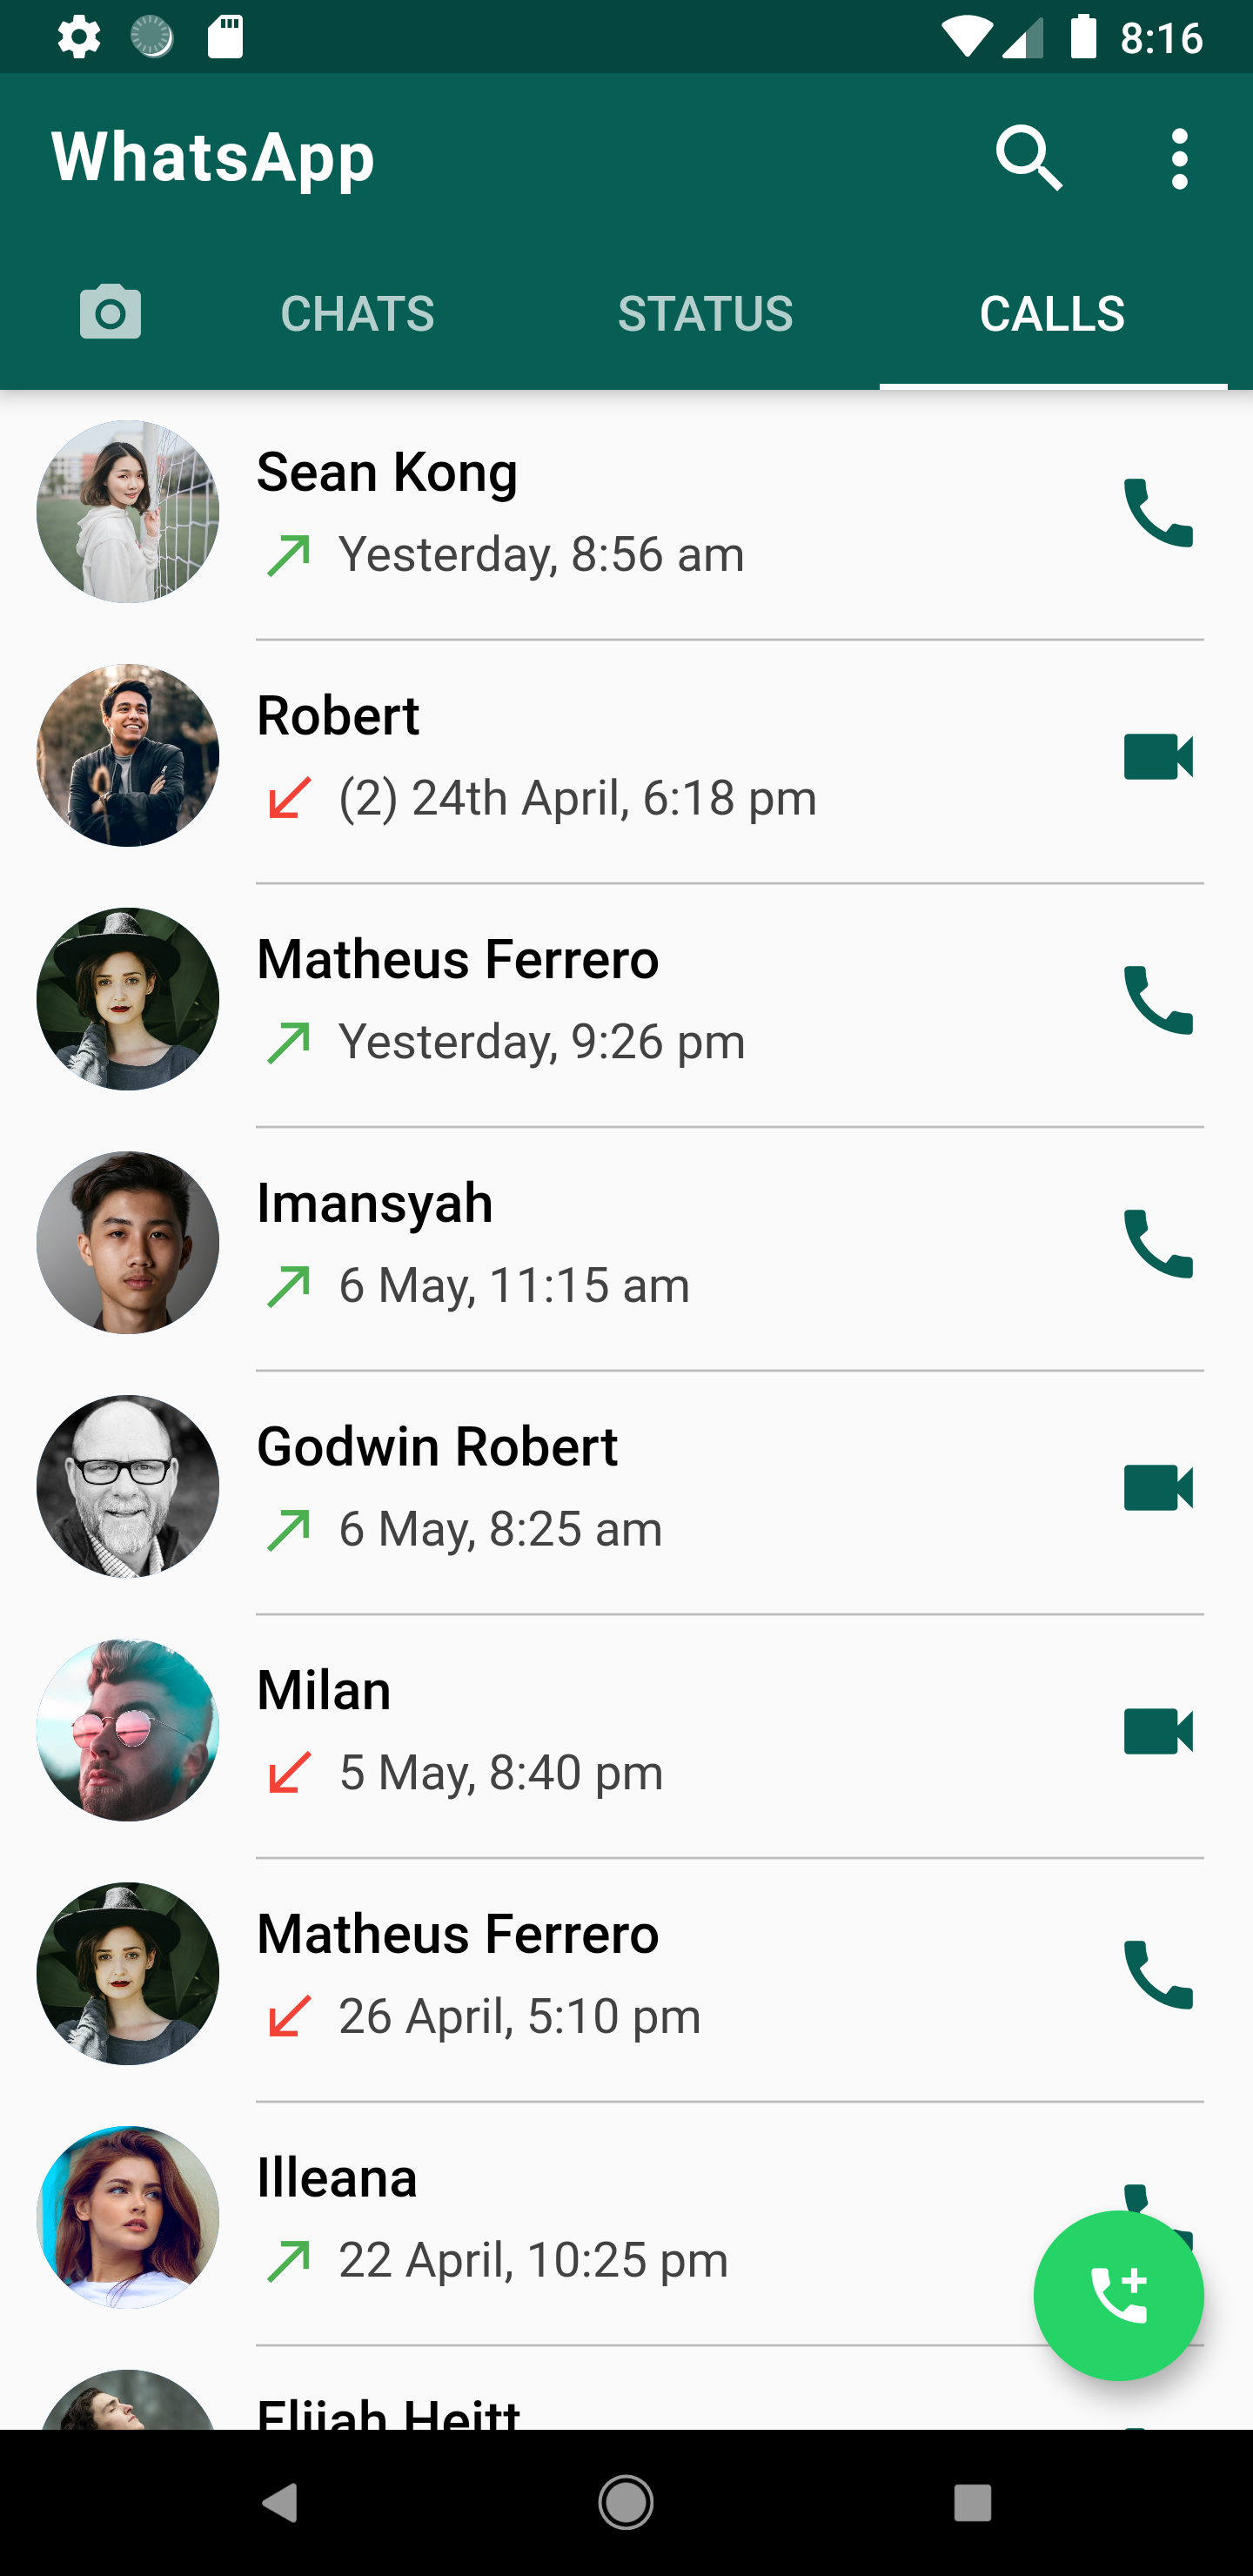 8:16
WhatsApp
CHATS STATUS CALLS
Sean Kong
Yesterday, 8:56 am
Robert
(2) 24th April, 6:18 pm
Matheus Ferrero
Yesterday, 9:26 pm
Imansyah
6 May, 11:15 am
Godwin Robert
6 May, 8:25 am
Milan
5 May, 8:40 pm
Matheus Ferrero
26 April, 5:10 pm
Illeana
22 April, 10:25 pm
Elijah Heitt